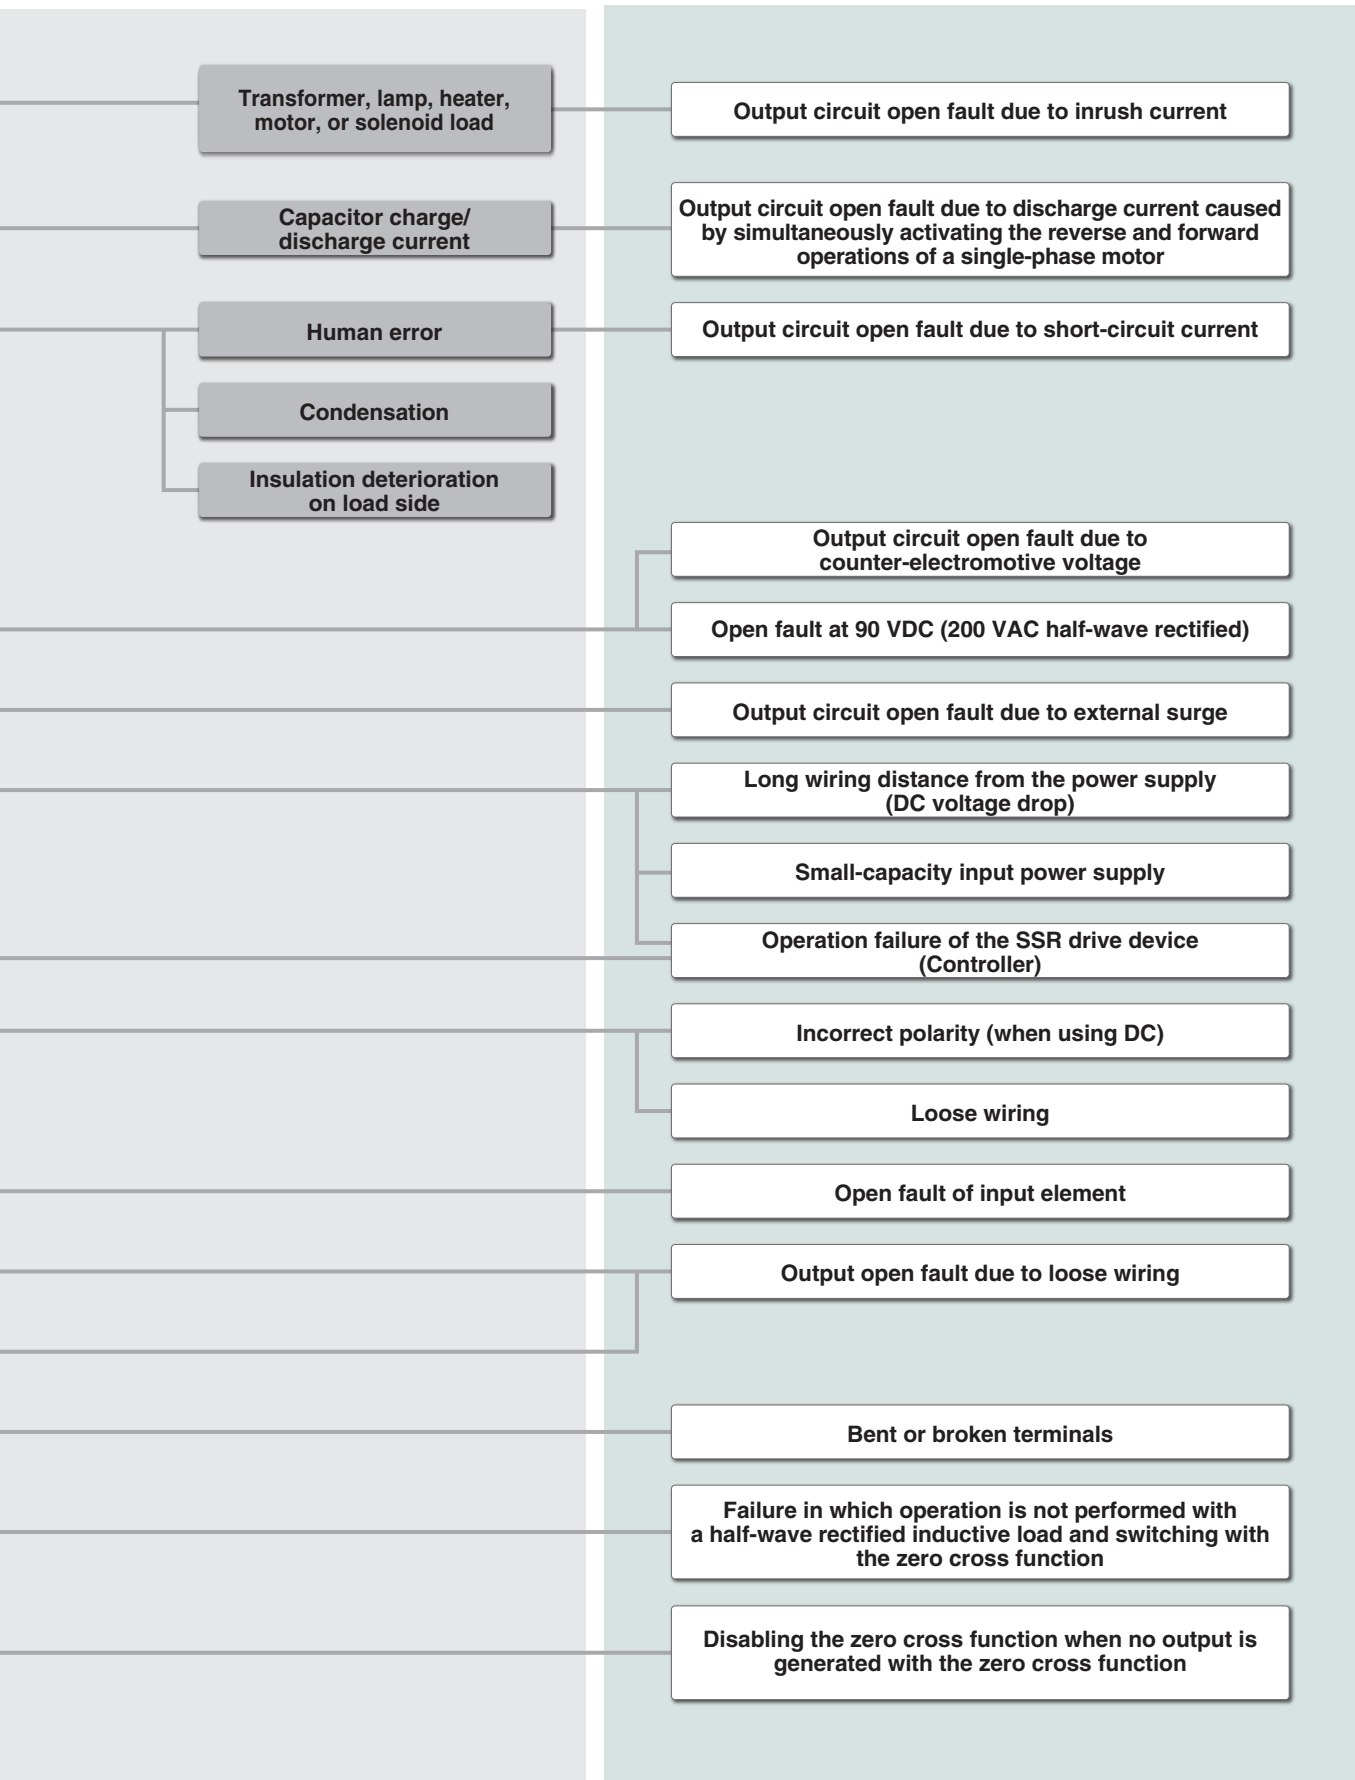 Transformer, lamp, heater,
motor, or solenoid load
Output circuit open fault due to inrush current
Capacitor charge/
discharge current
Output circuit open fault due to discharge current caused
by simultaneously activating the reverse and forward
operations of a single-phase motor
Human error
Output circuit open fault due to short-circuit current
Condensation
Insulation deterioration
on load side
Output circuit open fault due to
counter-electromotive voltage
Open fault at 90 VDC (200 VAC half-wave rectified)
Output circuit open fault due to external surge
Long wiring distance from the power supply
(DC voltage drop)
Small-capacity input power supply
Operation failure of the SSR drive device
(Controller)
Incorrect polarity (when using DC)
Loose wiring
Open fault of input element
Output open fault due to loose wiring
Bent or broken terminals
Failure in which operation is not performed with
a half-wave rectified inductive load and switching with
the zero cross function
Disabling the zero cross function when no output is
generated with the zero cross function